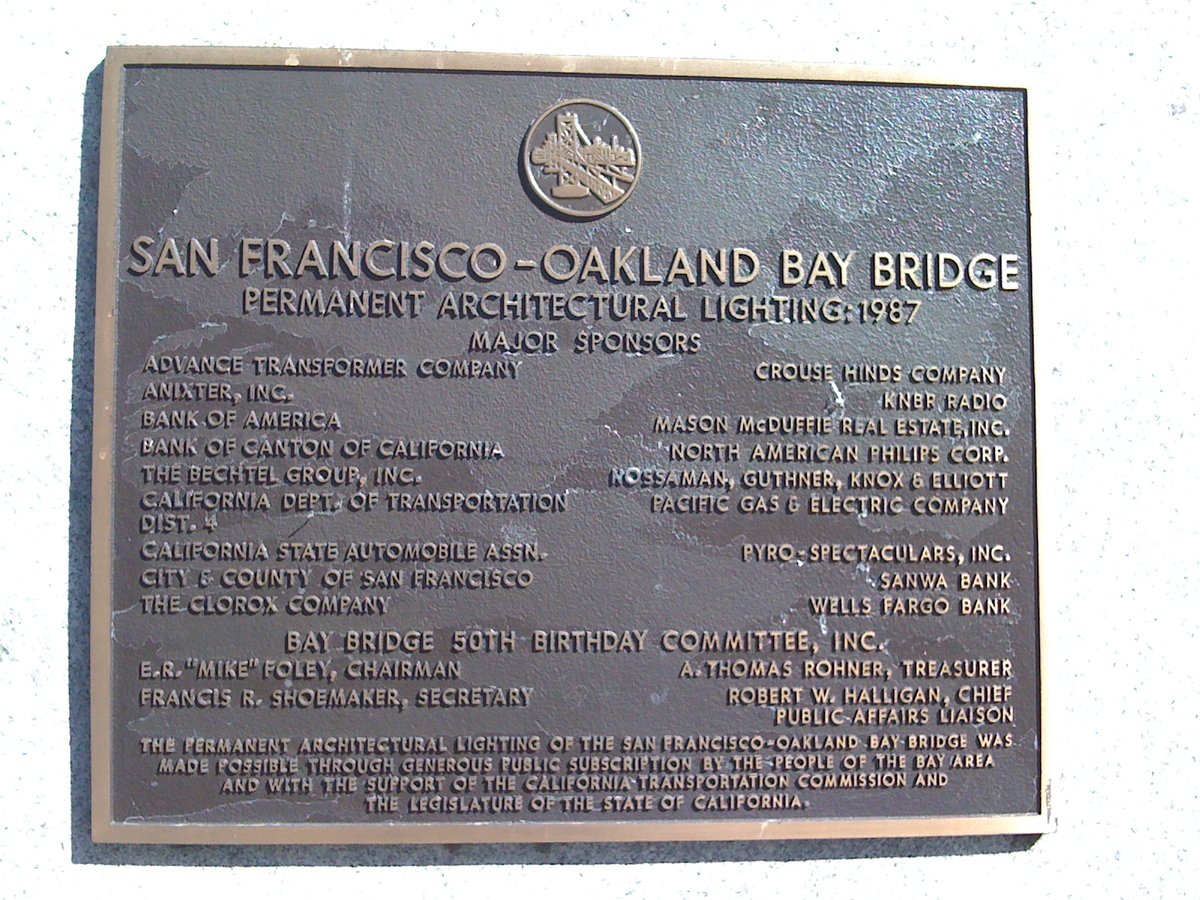 SAN FRANCISCO-OAKLAND BAY BRIDGE
PERMANENT ARCHITECTURAL LIGHTING: 1987
MAJOR SPONSORS
ADVANCE TRANSFORMER COMPANY
ANIXTER, INC.
BANK OF AMERICA
BANK OF CANTON OF CALIFORNIA
THE BECHTEL GROUP, INC.
CALIFORNIA DEPT. OF TRANSPORTATION
DIST. 4
CALIFORNIA STATE AUTOMOBILE ASSN.
CITY & COUNTY OF SAN FRANCISCO
THE CLOROX COMPANY
CROUSE HINDS COMPANY
KNBR RADIO
MASON McDUFFIE REAL ESTATE, INC.
NORTH AMERICAN PHILIPS CORP.
NOSSAMAN, GUTHNER, KNOX & ELLIOTT
PACIFIC GAS & ELECTRIC COMPANY
PYRO-SPECTACULARS, INC.
SANWA BANK
WELLS FARGO BANK
BAY BRIDGE 50TH BIRTHDAY COMMITTEE, INC.
E.R. "MIKE" FOLEY, CHAIRMAN
FRANCIS R. SHOEMAKER, SECRETARY
A. THOMAS ROHNER, TREASURER
ROBERT W. HALLIGAN, CHIEF
PUBLIC AFFAIRS LIAISON
THE PERMANENT ARCHITECTURAL LIGHTING OF THE SAN FRANCISCO-OAKLAND BAY BRIDGE WAS
MADE POSSIBLE THROUGH GENEROUS PUBLIC SUBSCRIPTION BY THE PEOPLE OF THE BAY AREA
AND WITH THE SUPPORT OF THE CALIFORNIA TRANSPORTATION COMMISSION AND
THE LEGISLATURE OF THE STATE OF CALIFORNIA.